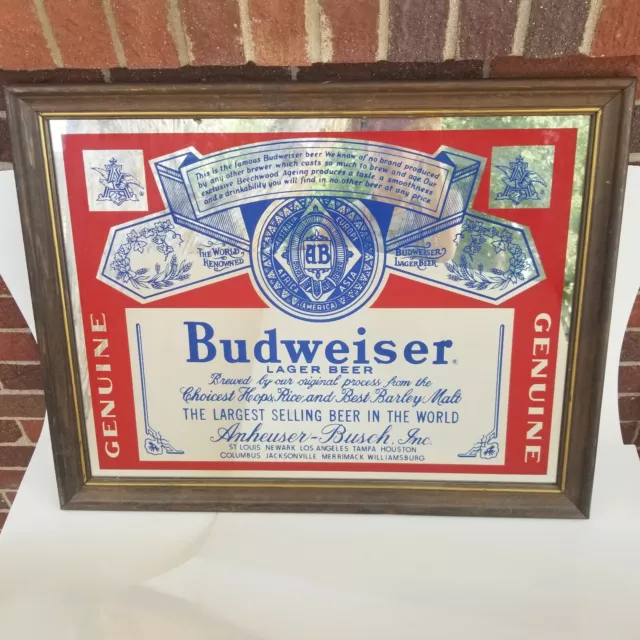 This is the famous Budweiser beer. We know of no brand produced
by any other brewer which costs so much to brew and age. Our
exclusive Beechwood Ageing produces a taste, a smoothness
and a drinkability you will find in no other beer at any price.
THE WORLD
RENOWNED
BUDWEISER
LAGER BEER
AUSTRALIA
EUROPE
AFRICA
ASIA
AMERICA
AB
GENUINE
GENUINE
Budweiser®
LAGER BEER
Brewed by our original process from the
Choicest Hops, Rice and Best Barley Malt
THE LARGEST SELLING BEER IN THE WORLD
Anheuser-Busch, Inc.
ST LOUIS NEWARK LOS ANGELES TAMPA HOUSTON
COLUMBUS JACKSONVILLE MERRIMACK WILLIAMSBURG